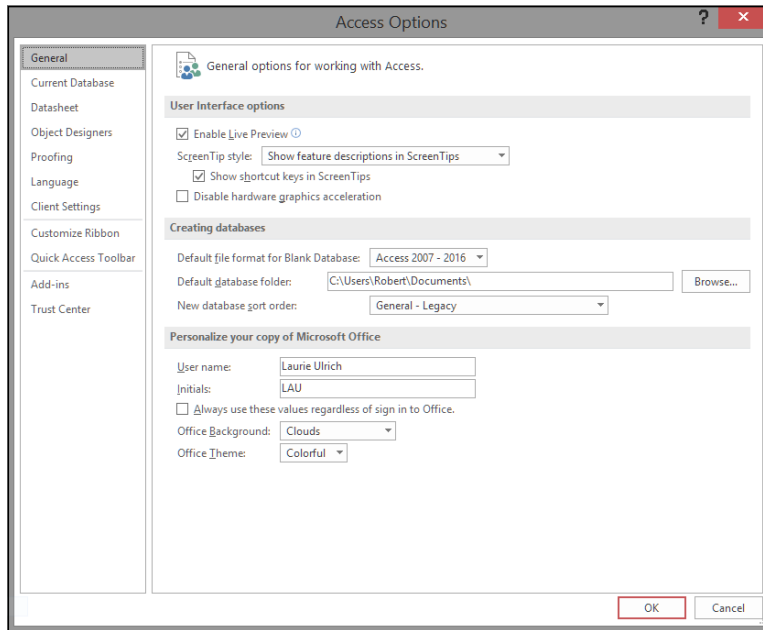 Access Options
?
General
Current Database
Datasheet
Object Designers
Proofing
Language
Client Settings
Customize Ribbon
Quick Access Toolbar
Add-ins
Trust Center
General options for working with Access.
User Interface options
Enable Live Preview
ScreenTip style: Show feature descriptions in ScreenTips
Show shortcut keys in ScreenTips
Disable hardware graphics acceleration
Creating databases
Default file format for Blank Database: Access 2007 - 2016
Default database folder: C:\Users\Robert\Documents\ Browse...
New database sort order: General - Legacy
Personalize your copy of Microsoft Office
User name: Laurie Ulrich
Initials: LAU
Always use these values regardless of sign in to Office.
Office Background: Clouds
Office Theme: Colorful
OK Cancel